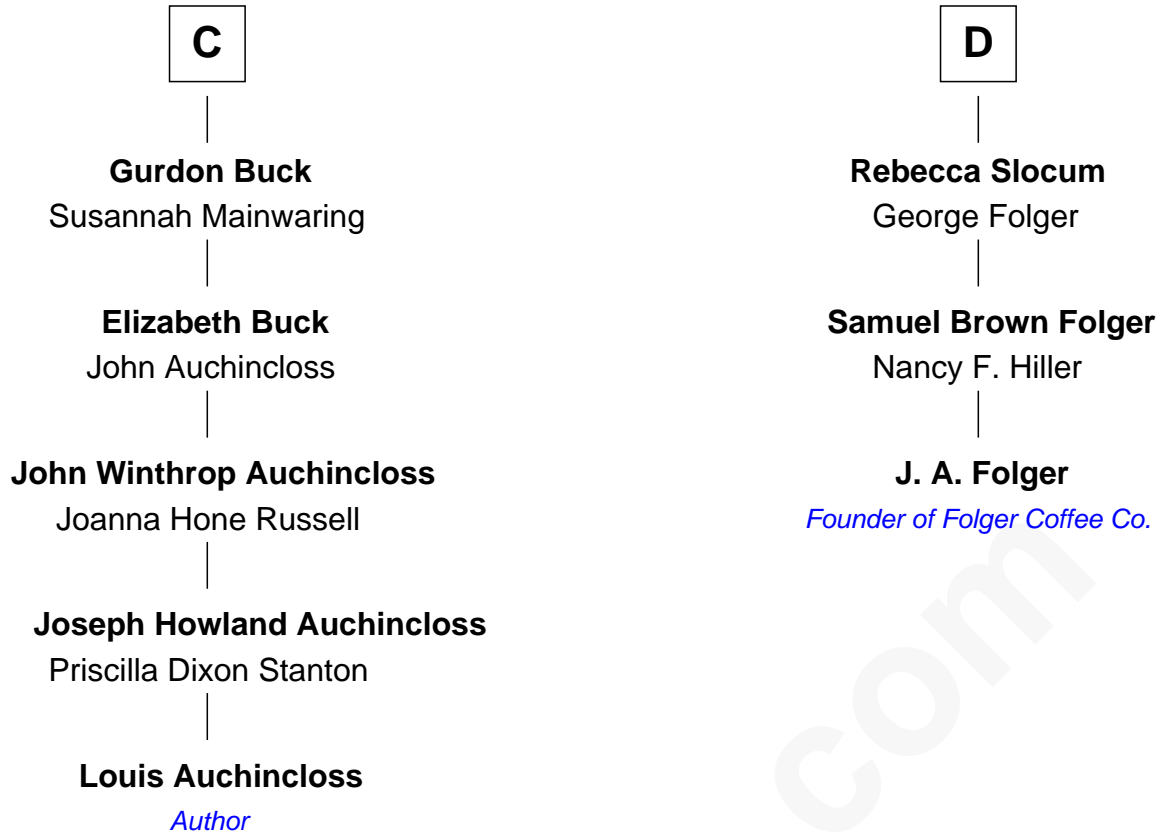 C
Gurdon Buck
Susannah Mainwaring
Elizabeth Buck
John Auchincloss
John Winthrop Auchincloss
Joanna Hone Russell
Joseph Howland Auchincloss
Priscilla Dixon Stanton
Louis Auchincloss
Author
D
Rebecca Slocum
George Folger
Samuel Brown Folger
Nancy F. Hiller
J. A. Folger
Founder of Folger Coffee Co.
com